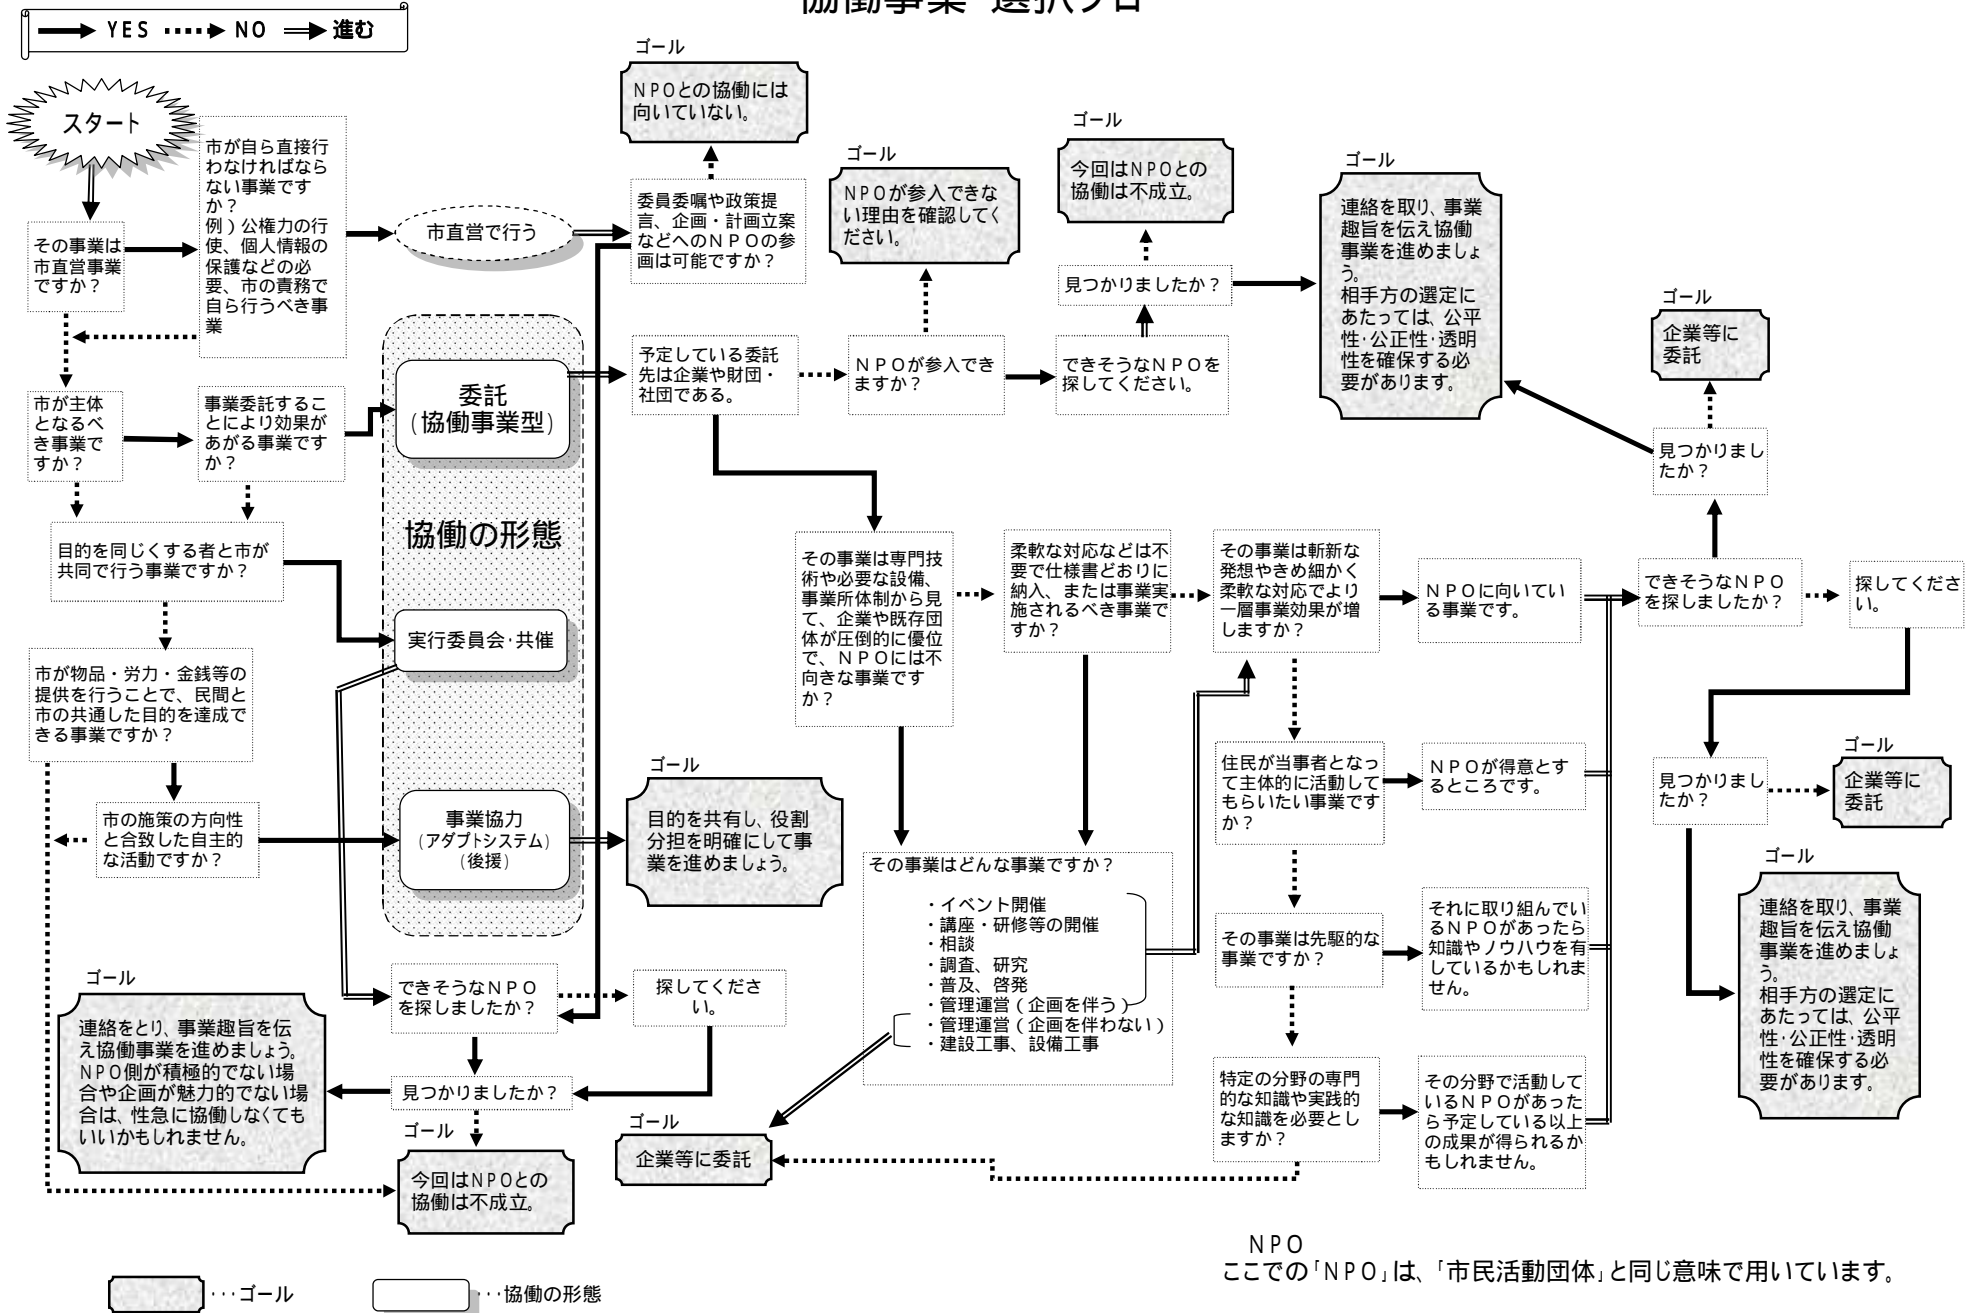 協働事業 選択フロー
YES
NO
進む
スタート
その事業は
市直営事業
ですか?
市が自ら直接行
わなければなら
ない事業です
か?
例)公権力の行
使、個人情報の
保護などの必
要、市の責務で
自ら行うべき事
業
市直営で行う
ゴール
NPOとの協働には
向いていない。
委員委嘱や政策提
言、企画・計画立案
などへのNPOの参
画は可能ですか?
市が主体
となるべ
き事業で
すか?
事業委託するこ
とにより効果が
あがる事業です
か?
委託
(協働事業型)
協働の形態
予定している委託
先は企業や財団・
社団である。
ゴール
NPOが参入できな
い理由を確認してく
ださい。
NPOが参入でき
ますか?
ゴール
今回はNPOとの
協働は不成立。
見つかりましたか?
できそうなNPOを
探してください。
ゴール
連絡を取り、事業
趣旨を伝え協働
事業を進めましょ
う。
相手方の選定に
あたっては、公平
性・公正性・透明
性を確保する必
要があります。
ゴール
企業等に
委託
見つかりまし
たか?
目的を同じくする者と市が
共同で行う事業ですか?
実行委員会・共催
市が物品・労力・金銭等の
提供を行うことで、民間と
市の共通した目的を達成で
きる事業ですか?
市の施策の方向性
と合致した自主的
な活動ですか?
事業協力
(アダプトシステム)
(後援)
ゴール
目的を共有し、役割
分担を明確にして事
業を進めましょう。
その事業は専門技
術や必要な設備、
事業所体制から見
て、企業や既存団
体が圧倒的に優位
で、NPOには不
向きな事業です
か?
柔軟な対応などは不
要で仕様書どおりに
納入、または事業実
施されるべき事業で
すか?
その事業は斬新な
発想やきめ細かく
柔軟な対応でより
一層事業効果が増
しますか?
NPOに向いてい
る事業です。
できそうなNPO
を探しましたか?
探してくださ
い。
住民が当事者となっ
て主体的に活動して
もらいたい事業です
か?
NPOが得意とす
るところです。
見つかりまし
たか?
ゴール
企業等に
委託
その事業はどんな事業ですか?
・イベント開催
・講座・研修等の開催
・相談
・調査、研究
・普及、啓発
・管理運営(企画を伴う)
・管理運営(企画を伴わない)
・建設工事、設備工事
その事業は先駆的な
事業ですか?
それに取り組んでい
るNPOがあったら
知識やノウハウを有
しているかもしれま
せん。
ゴール
連絡を取り、事業
趣旨を伝え協働
事業を進めましょ
う。
相手方の選定に
あたっては、公平
性・公正性・透明
性を確保する必
要があります。
特定の分野の専門
的な知識や実践的
な知識を必要とし
ますか?
その分野で活動して
いるNPOがあった
ら予定している以上
の成果が得られるか
もしれません。
できそうなNPO
を探しましたか?
探してくださ
い。
ゴール
連絡をとり、事業趣旨を伝
え協働事業を進めましょう。
NPO側が積極的でない場
合や企画が魅力的でない場
合は、性急に協働しなくても
いいかもしれません。
見つかりましたか?
ゴール
今回はNPOとの
協働は不成立。
ゴール
企業等に委託
NPO
ここでの「NPO」は、「市民活動団体」と同じ意味で用いています。
・・・ゴール
・・・協働の形態